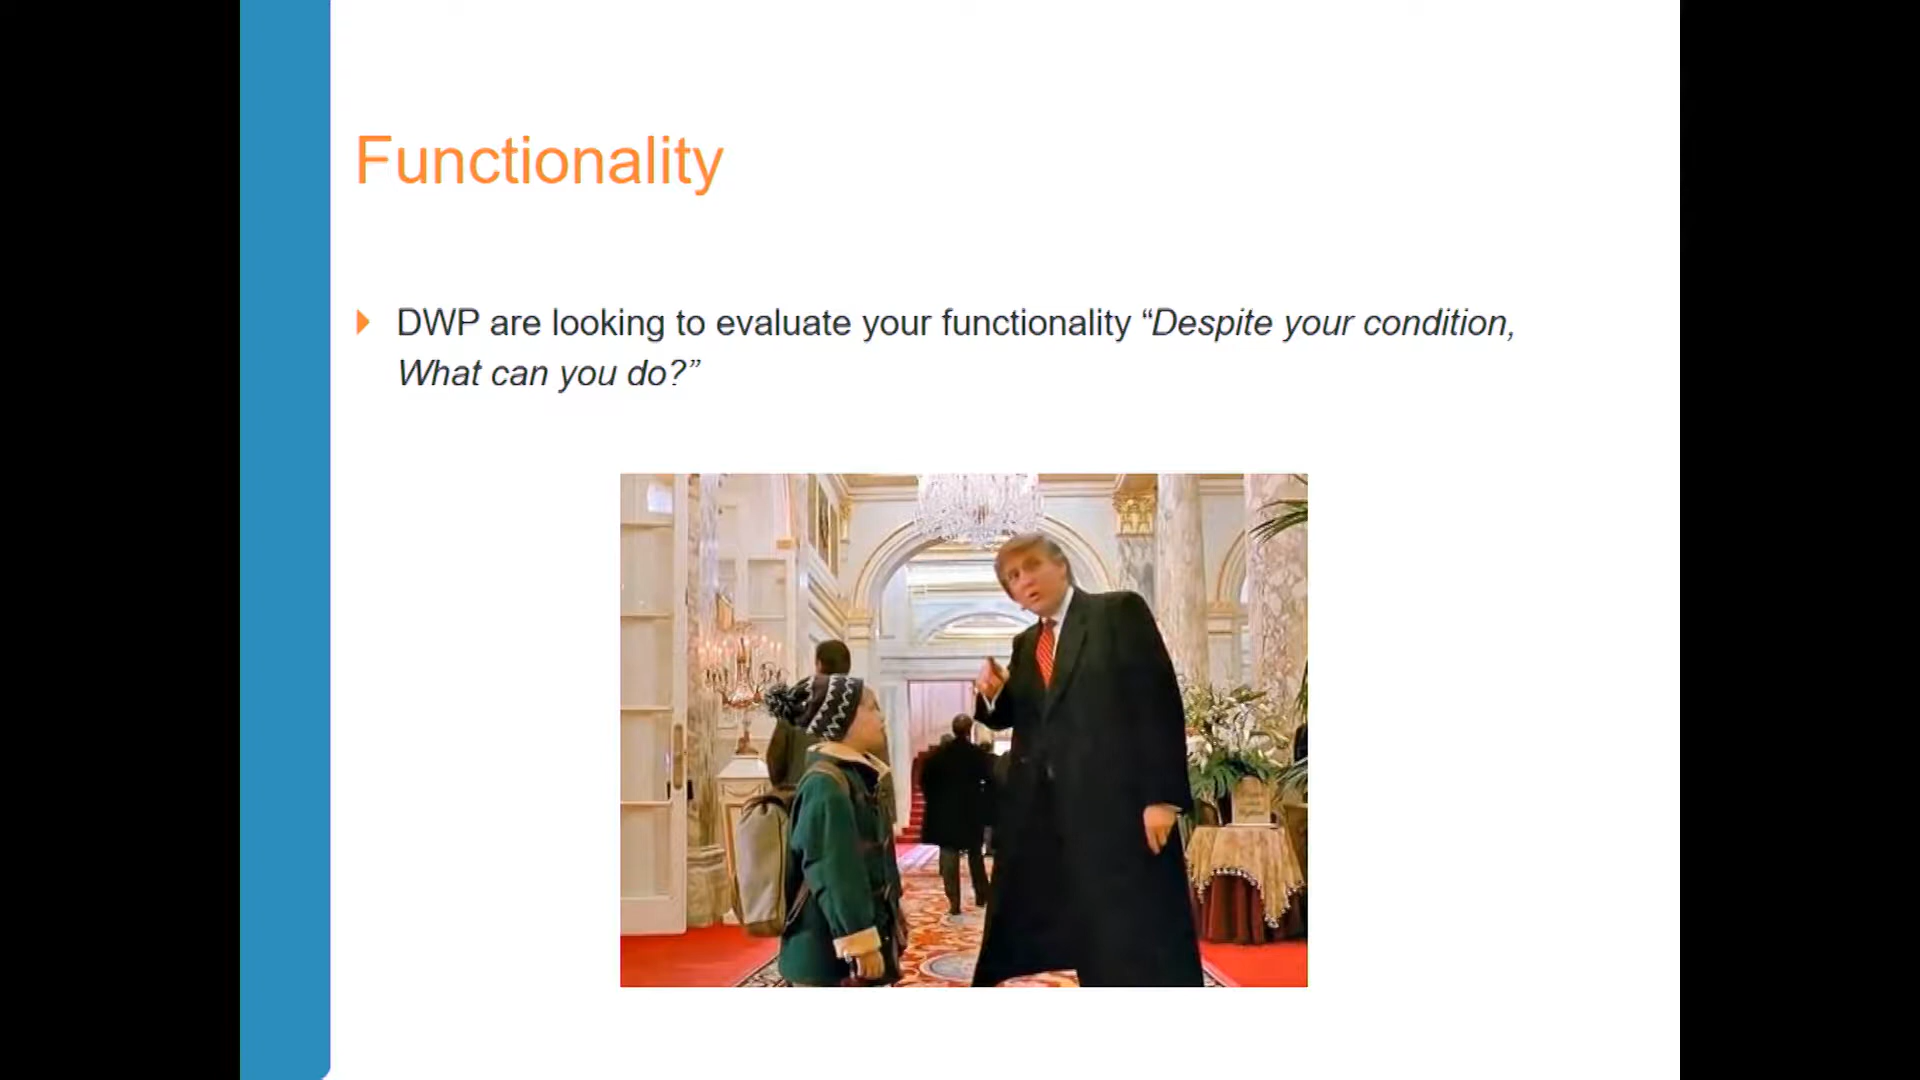 Functionality
DWP are looking to evaluate your functionality “Despite your condition,
What can you do?”